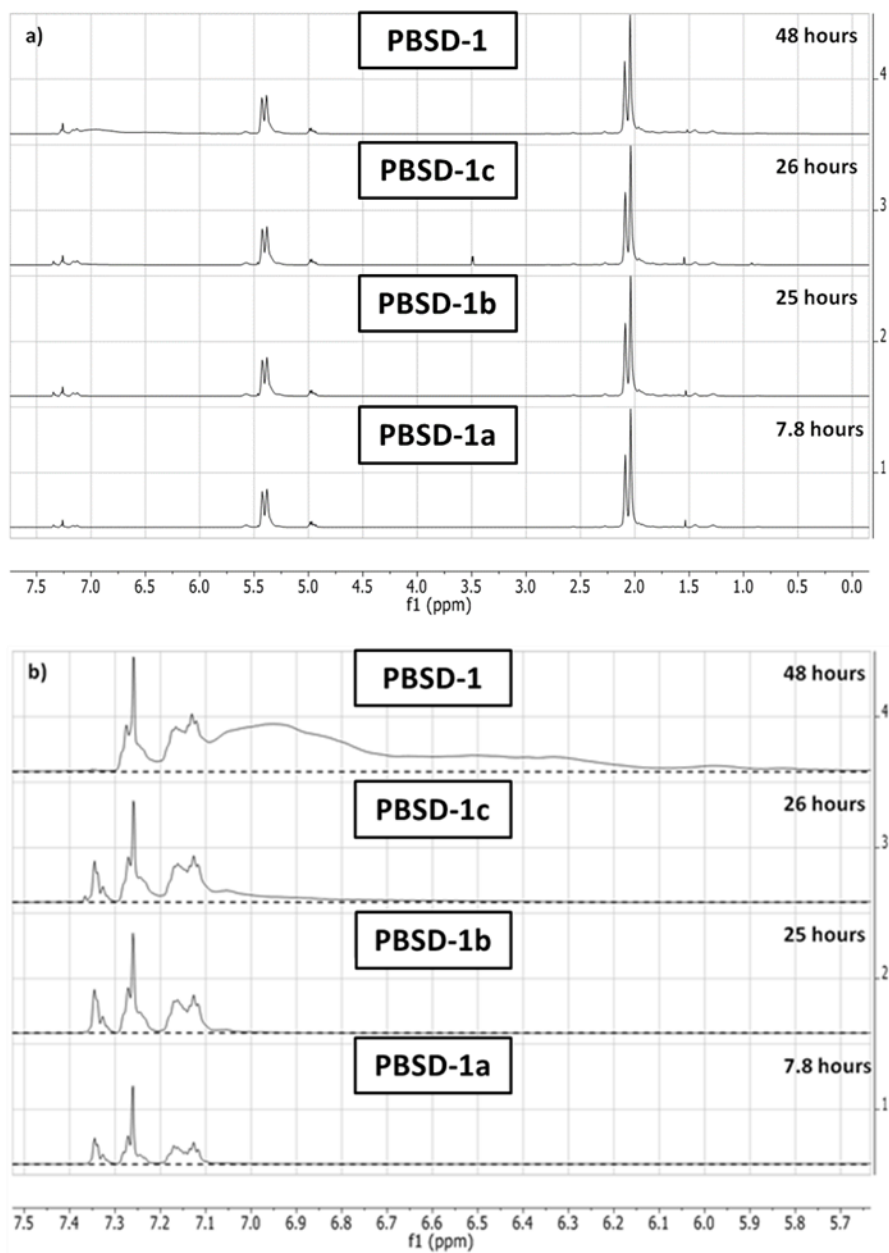 a)
PBSD-1
48 hours
4
PBSD-1c
26 hours
3
PBSD-1b
25 hours
2
PBSD-1a
7.8 hours
1
7.5 7.0 6.5 6.0 5.5 5.0 4.5 4.0 3.5 3.0 2.5 2.0 1.5 1.0 0.5 0.0
f1 (ppm)
b)
PBSD-1
48 hours
4
PBSD-1c
26 hours
3
PBSD-1b
25 hours
2
PBSD-1a
7.8 hours
1
7.5 7.4 7.3 7.2 7.1 7.0 6.9 6.8 6.7 6.6 6.5 6.4 6.3 6.2 6.1 6.0 5.9 5.8 5.7
f1 (ppm)